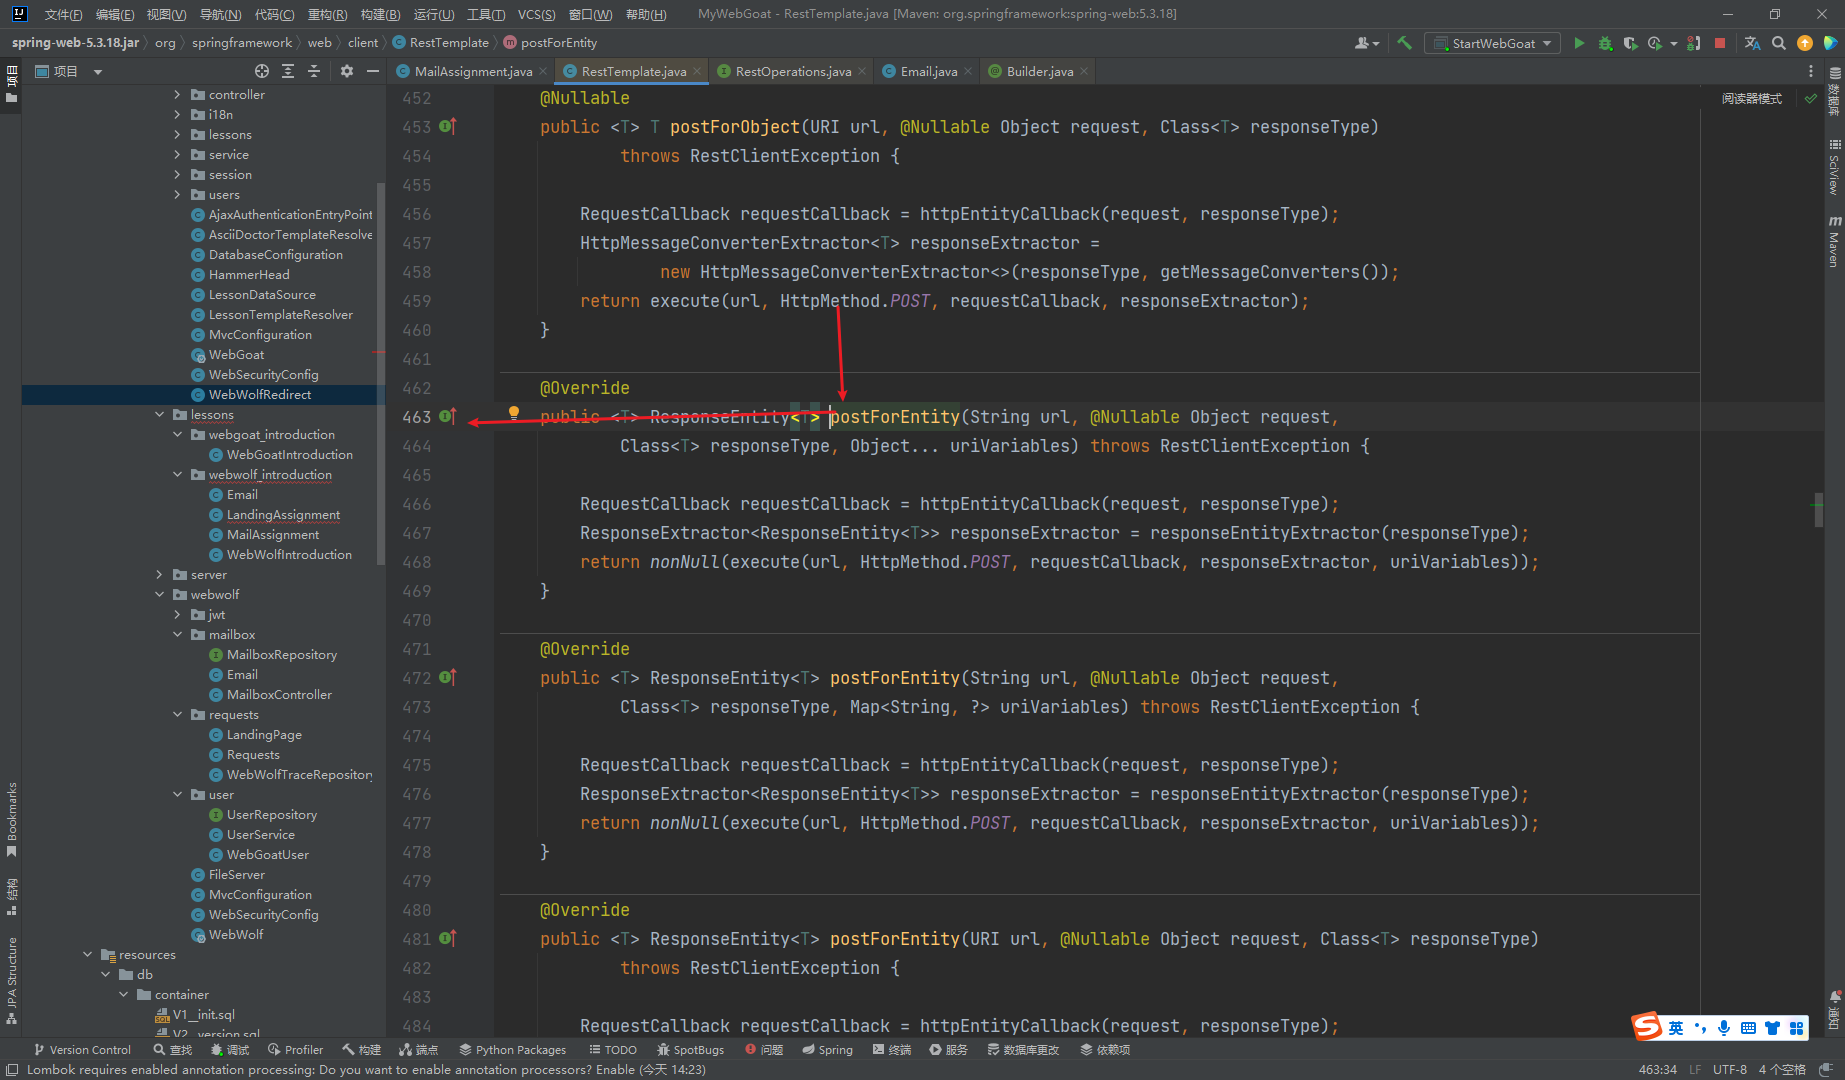 文件(F) 编辑(E) 视图(V) 导航(N) 代码(C) 重构(R) 构建(B) 运行(U) 工具(T) VCS(S) 窗口(W) 帮助(H) MyWebGoat - RestTemplate.java [Maven: org.springframework:spring-web:5.3.18]
spring-web-5.3.18.jar org springframework web client RestTemplate postForEntity StartWebGoat
项目 MailAssignment.java RestTemplate.java RestOperations.java Email.java Builder.java
项目
controller
i18n
lessons
service
session
users
AjaxAuthenticationEntryPoint
AsciiDoctorTemplateResolve
DatabaseConfiguration
HammerHead
LessonDataSource
LessonTemplateResolver
MvcConfiguration
WebGoat
WebSecurityConfig
WebWolfRedirect
lessons
webgoat_introduction
WebGoatIntroduction
webwolf_introduction
Email
LandingAssignment
MailAssignment
WebWolfIntroduction
server
webwolf
jwt
mailbox
MailboxRepository
Email
MailboxController
requests
LandingPage
Requests
WebWolfTraceRepository
user
UserRepository
UserService
WebGoatUser
FileServer
MvcConfiguration
WebSecurityConfig
WebWolf
resources
db
container
V1__init.sql
V2__version.sql
Bookmarks
结构
JPA Structure
452 @Nullable
453 public <T> T postForObject(URI url, @Nullable Object request, Class<T> responseType)
454 throws RestClientException {
455
456 RequestCallback requestCallback = httpEntityCallback(request, responseType);
457 HttpMessageConverterExtractor<T> responseExtractor =
458 new HttpMessageConverterExtractor<>(responseType, getMessageConverters());
459 return execute(url, HttpMethod.POST, requestCallback, responseExtractor);
460 }
461
462 @Override
463 public <T> ResponseEntity<T> postForEntity(String url, @Nullable Object request,
464 Class<T> responseType, Object... uriVariables) throws RestClientException {
465
466 RequestCallback requestCallback = httpEntityCallback(request, responseType);
467 ResponseExtractor<ResponseEntity<T>> responseExtractor = responseEntityExtractor(responseType);
468 return nonNull(execute(url, HttpMethod.POST, requestCallback, responseExtractor, uriVariables));
469 }
470
471 @Override
472 public <T> ResponseEntity<T> postForEntity(String url, @Nullable Object request,
473 Class<T> responseType, Map<String, ?> uriVariables) throws RestClientException {
474
475 RequestCallback requestCallback = httpEntityCallback(request, responseType);
476 ResponseExtractor<ResponseEntity<T>> responseExtractor = responseEntityExtractor(responseType);
477 return nonNull(execute(url, HttpMethod.POST, requestCallback, responseExtractor, uriVariables));
478 }
479
480 @Override
481 public <T> ResponseEntity<T> postForEntity(URI url, @Nullable Object request, Class<T> responseType)
482 throws RestClientException {
483
484 RequestCallback requestCallback = httpEntityCallback(request, responseType);
阅读器模式
数据库
SciView
Maven
通知
英
Version Control 查找 调试 Profiler 构建 端点 Python Packages TODO SpotBugs 问题 Spring 终端 服务 数据库更改 依赖项
Lombok requires enabled annotation processing: Do you want to enable annotation processors? Enable (今天 14:23) 463:34 LF UTF-8 4 个空格